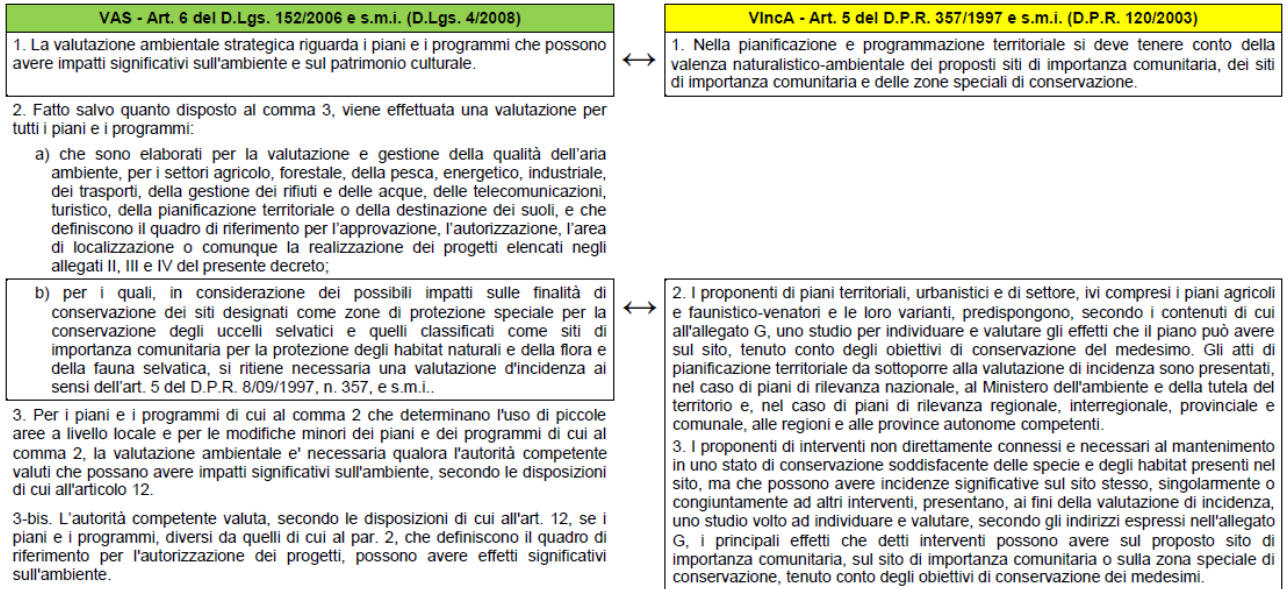 VAS - Art. 6 del D.Lgs. 152/2006 e s.m.i. (D.Lgs. 4/2008)
1. La valutazione ambientale strategica riguarda i piani e i programmi che possono
avere impatti significativi sull'ambiente e sul patrimonio culturale.
2. Fatto salvo quanto disposto al comma 3, viene effettuata una valutazione per
tutti i piani e i programmi:
a) che sono elaborati per la valutazione e gestione della qualità dell'aria
ambiente, per i settori agricolo, forestale, della pesca, energetico, industriale,
dei trasporti, della gestione dei rifiuti e delle acque, delle telecomunicazioni,
turistico, della pianificazione territoriale o della destinazione dei suoli, e che
definiscono il quadro di riferimento per l'approvazione, l'autorizzazione, l'area
di localizzazione o comunque la realizzazione dei progetti elencati negli
allegati II, III e IV del presente decreto;
b) per i quali, in considerazione dei possibili impatti sulle finalità di
conservazione dei siti designati come zone di protezione speciale per la
conservazione degli uccelli selvatici e quelli classificati come siti di
importanza comunitaria per la protezione degli habitat naturali e della flora e
della fauna selvatica, si ritiene necessaria una valutazione d'incidenza ai
sensi dell'art. 5 del D.P.R. 8/09/1997, n. 357, e s.m.i..
3. Per i piani e i programmi di cui al comma 2 che determinano l'uso di piccole
aree a livello locale e per le modifiche minori dei piani e dei programmi di cui al
comma 2, la valutazione ambientale e' necessaria qualora l'autorità competente
valuti che possano avere impatti significativi sull'ambiente, secondo le disposizioni
di cui all'articolo 12.
3-bis. L'autorità competente valuta, secondo le disposizioni di cui all'art. 12, se i
piani e i programmi, diversi da quelli di cui al par. 2, che definiscono il quadro di
riferimento per l'autorizzazione dei progetti, possono avere effetti significativi
sull'ambiente.
VIncA - Art. 5 del D.P.R. 357/1997 e s.m.i. (D.P.R. 120/2003)
1. Nella pianificazione e programmazione territoriale si deve tenere conto della
valenza naturalistico-ambientale dei proposti siti di importanza comunitaria, dei siti
di importanza comunitaria e delle zone speciali di conservazione.
2. I proponenti di piani territoriali, urbanistici e di settore, ivi compresi i piani agricoli
e faunistico-venatori e le loro varianti, predispongono, secondo i contenuti di cui
all'allegato G, uno studio per individuare e valutare gli effetti che il piano può avere
sul sito, tenuto conto degli obiettivi di conservazione del medesimo. Gli atti di
pianificazione territoriale da sottoporre alla valutazione di incidenza sono presentati,
nel caso di piani di rilevanza nazionale, al Ministero dell'ambiente e della tutela del
territorio e, nel caso di piani di rilevanza regionale, interregionale, provinciale e
comunale, alle regioni e alle province autonome competenti.
3. I proponenti di interventi non direttamente connessi e necessari al mantenimento
in uno stato di conservazione soddisfacente delle specie e degli habitat presenti nel
sito, ma che possono avere incidenze significative sul sito stesso, singolarmente o
congiuntamente ad altri interventi, presentano, ai fini della valutazione di incidenza,
uno studio volto ad individuare e valutare, secondo gli indirizzi espressi nell'allegato
G, i principali effetti che detti interventi possono avere sul proposto sito di
importanza comunitaria, sul sito di importanza comunitaria o sulla zona speciale di
conservazione, tenuto conto degli obiettivi di conservazione dei medesimi.